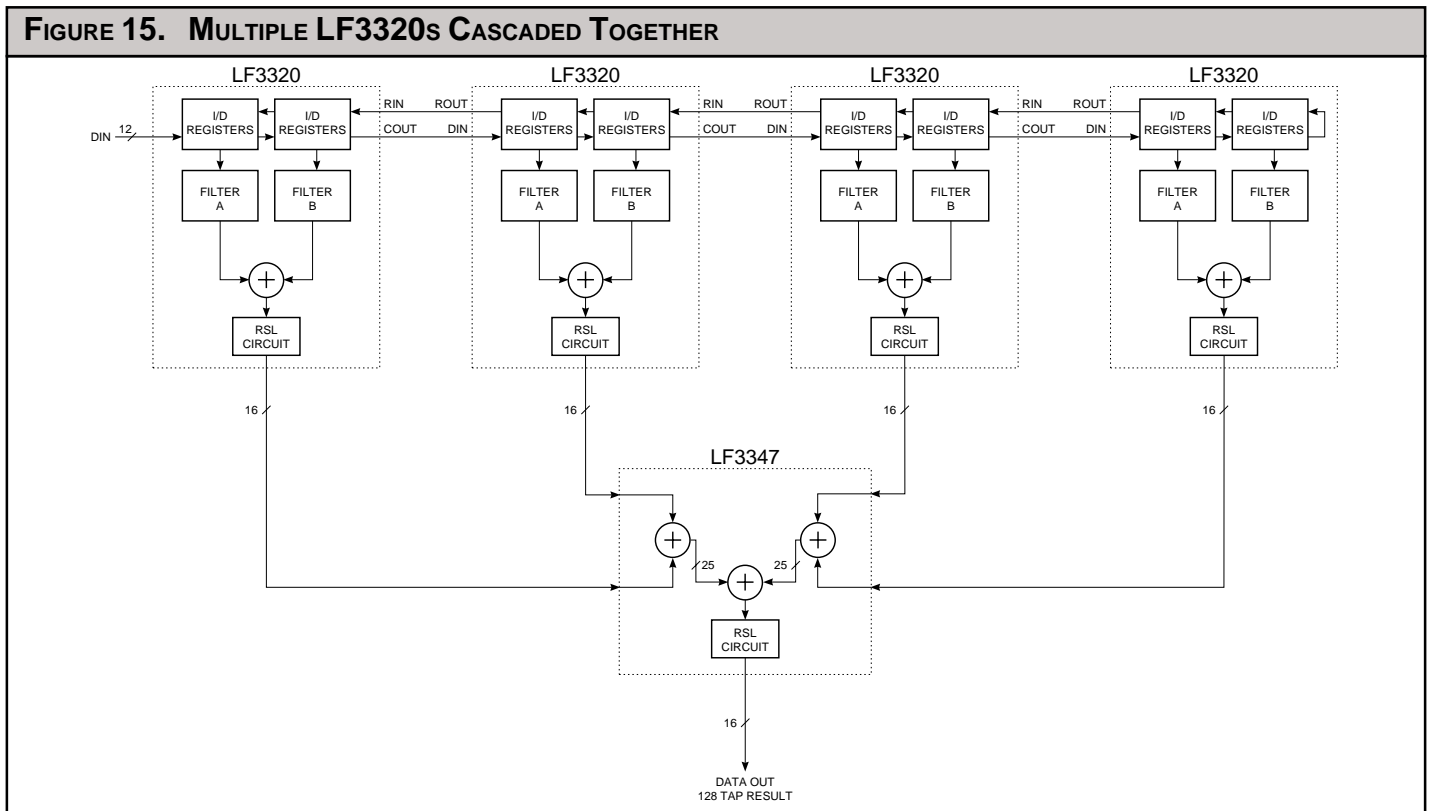 FIGURE 15. MULTIPLE LF3320S CASCADED TOGETHER
LF3320 LF3320 LF3320 LF3320
DIN 12
I/D REGISTERS
I/D REGISTERS
RIN ROUT
COUT DIN
I/D REGISTERS
I/D REGISTERS
RIN ROUT
COUT DIN
I/D REGISTERS
I/D REGISTERS
RIN ROUT
COUT DIN
I/D REGISTERS
I/D REGISTERS
FILTER A
FILTER B
FILTER A
FILTER B
FILTER A
FILTER B
FILTER A
FILTER B
+ + + +
RSL CIRCUIT
RSL CIRCUIT
RSL CIRCUIT
RSL CIRCUIT
16 16 16 16
LF3347
+ +
25 25
+
RSL CIRCUIT
16
DATA OUT
128 TAP RESULT